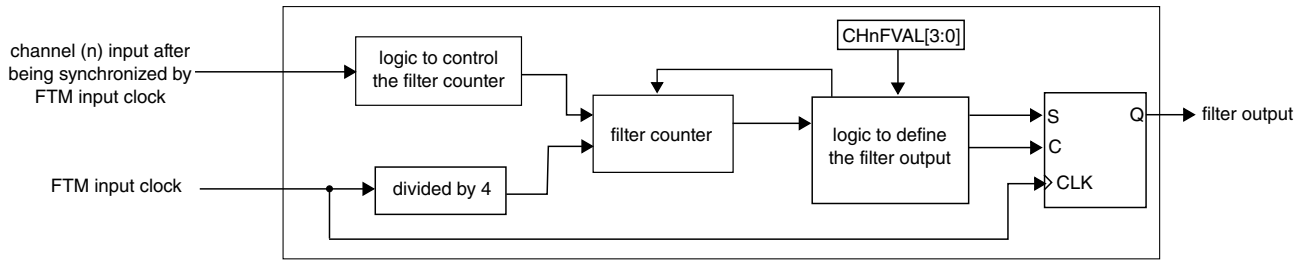 channel (n) input after
being synchronized by
FTM input clock
logic to control
the filter counter
CHnFVAL[3:0]
filter counter
logic to define
the filter output
S
Q
C
CLK
filter output
FTM input clock
divided by 4